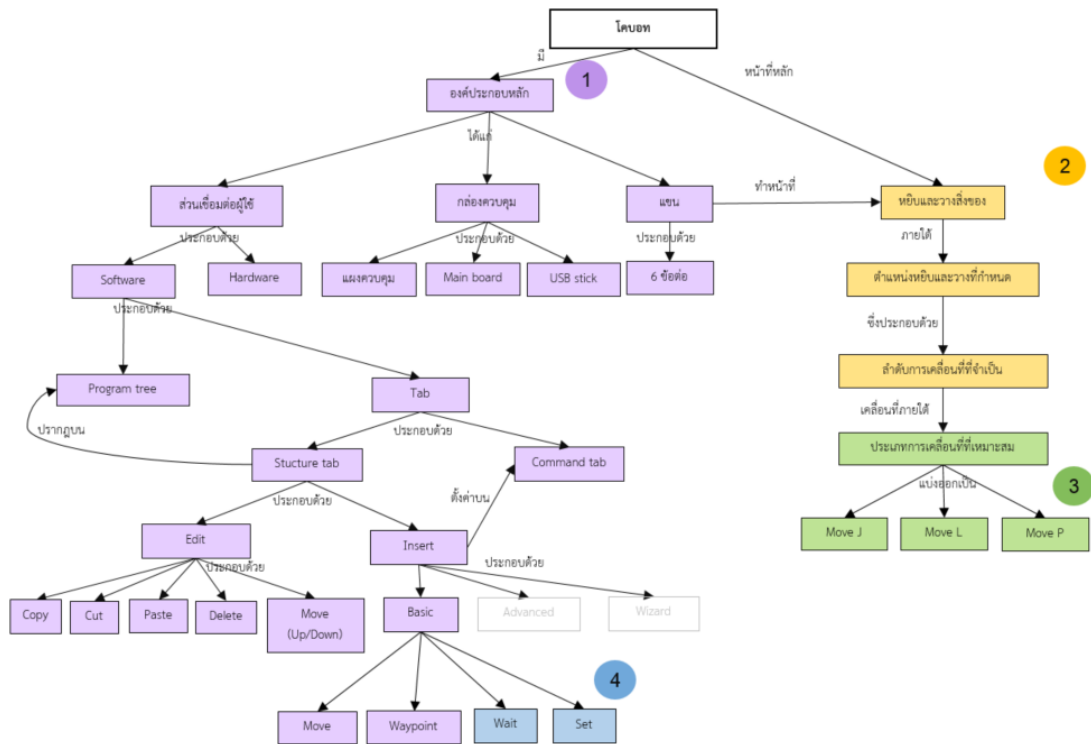 โคบอท
มี
1
หน้าที่หลัก
องค์ประกอบหลัก
ได้แก่
2
ส่วนเชื่อมต่อผู้ใช้
กล่องควบคุม
แขน
ทำหน้าที่
หยิบและวางสิ่งของ
ประกอบด้วย
ประกอบด้วย
ประกอบด้วย
ภายใต้
Software
Hardware
แผงควบคุม
Main board
USB stick
6 ข้อต่อ
ตำแหน่งหยิบและวางที่กำหนด
ประกอบด้วย
ซึ่งประกอบด้วย
Program tree
Tab
ลำดับการเคลื่อนที่ที่จำเป็น
เคลื่อนที่ภายใต้
ปรากฏบน
ประกอบด้วย
Stucture tab
Command tab
ประเภทการเคลื่อนที่ที่เหมาะสม
แบ่งออกเป็น
3
ประกอบด้วย
ตั้งค่าบน
Move J
Move L
Move P
Edit
Insert
ประกอบด้วย
ประกอบด้วย
Copy
Cut
Paste
Delete
Move
(Up/Down)
Basic
Advanced
Wizard
4
Move
Waypoint
Wait
Set